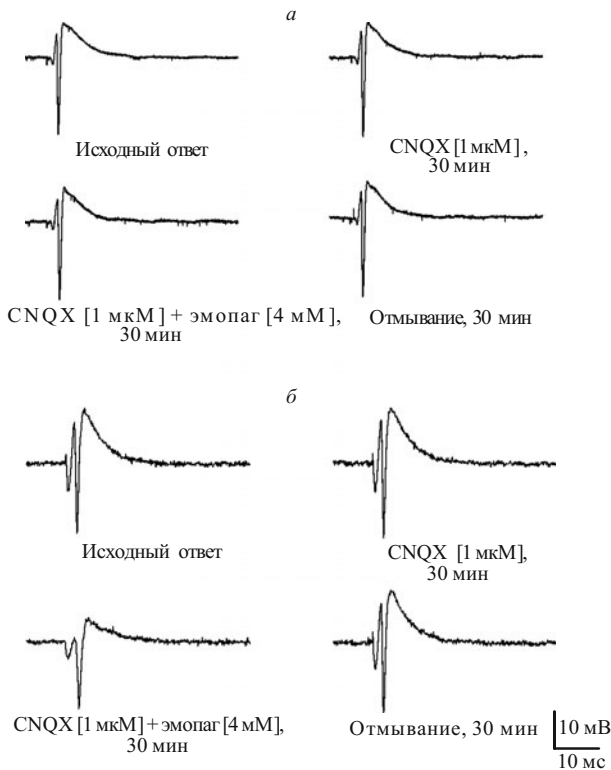 а
Исходный ответ
CNQX [1 мкМ],
30 мин
CNQX [1 мкМ] + эмопаг [4 мМ],
30 мин
Отмывание, 30 мин
б
Исходный ответ
CNQX [1 мкМ],
30 мин
CNQX [1 мкМ] + эмопаг [4 мМ],
30 мин
Отмывание, 30 мин
10 мВ
10 мс